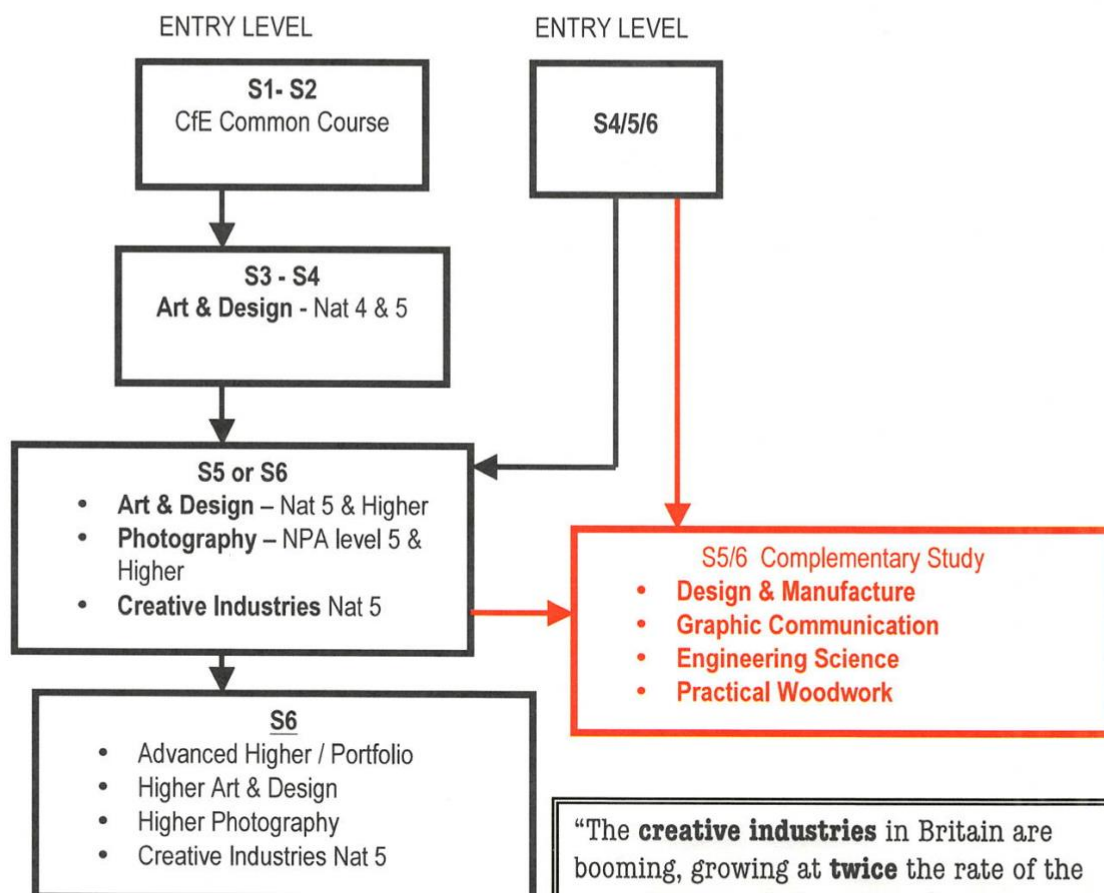 ENTRY LEVEL
ENTRY LEVEL
S1- S2
CfE Common Course
S4/5/6
S3 - S4
Art & Design - Nat 4 & 5
S5 or S6
• Art & Design – Nat 5 & Higher
• Photography – NPA level 5 &
Higher
• Creative Industries Nat 5
S5/6 Complementary Study
• Design & Manufacture
• Graphic Communication
• Engineering Science
• Practical Woodwork
S6
• Advanced Higher / Portfolio
• Higher Art & Design
• Higher Photography
• Creative Industries Nat 5
“The creative industries in Britain are
booming, growing at twice the rate of the